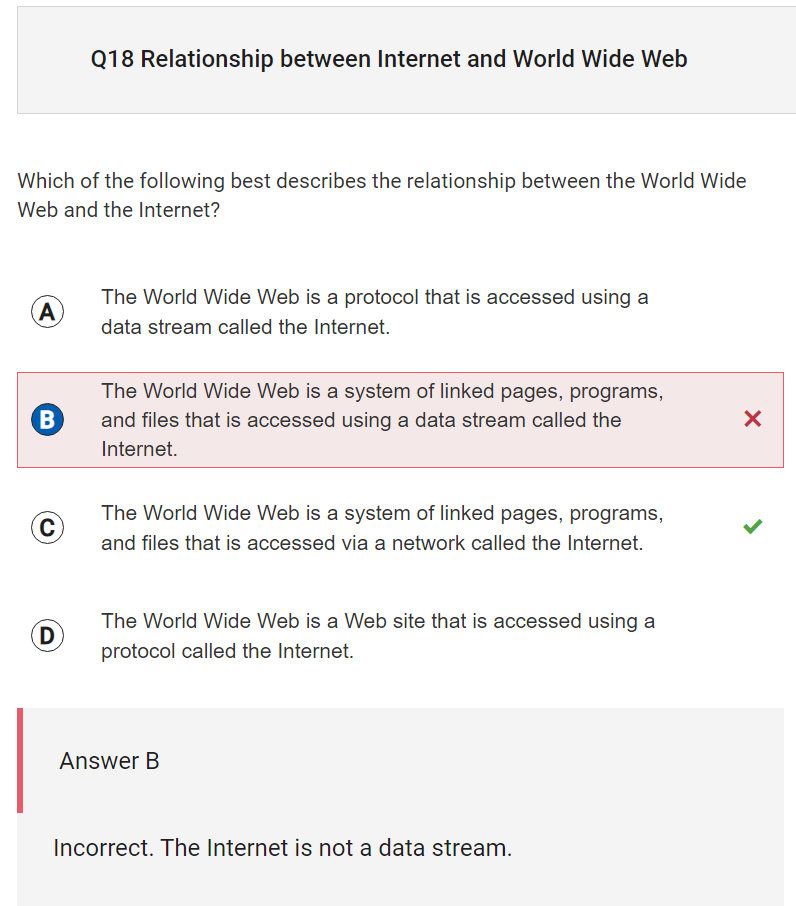 Q18 Relationship between Internet and World Wide Web
Which of the following best describes the relationship between the World Wide
Web and the Internet?
A
The World Wide Web is a protocol that is accessed using a
data stream called the Internet.
B
The World Wide Web is a system of linked pages, programs,
and files that is accessed using a data stream called the
Internet.
C
The World Wide Web is a system of linked pages, programs,
and files that is accessed via a network called the Internet.
D
The World Wide Web is a Web site that is accessed using a
protocol called the Internet.
Answer B
Incorrect. The Internet is not a data stream.